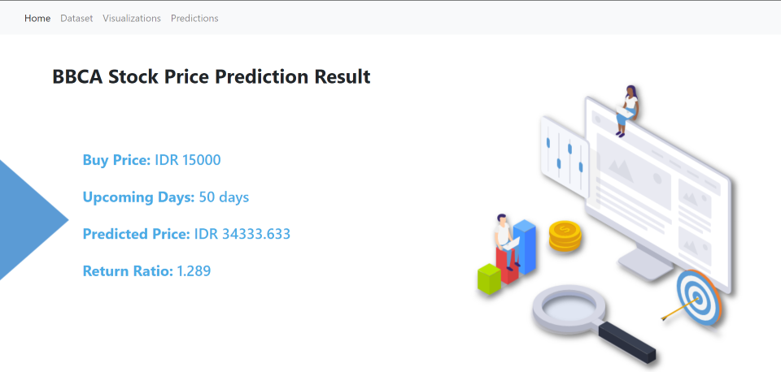 Home Dataset Visualizations Predictions
BBCA Stock Price Prediction Result
Buy Price: IDR 15000
Upcoming Days: 50 days
Predicted Price: IDR 34333.633
Return Ratio: 1.289